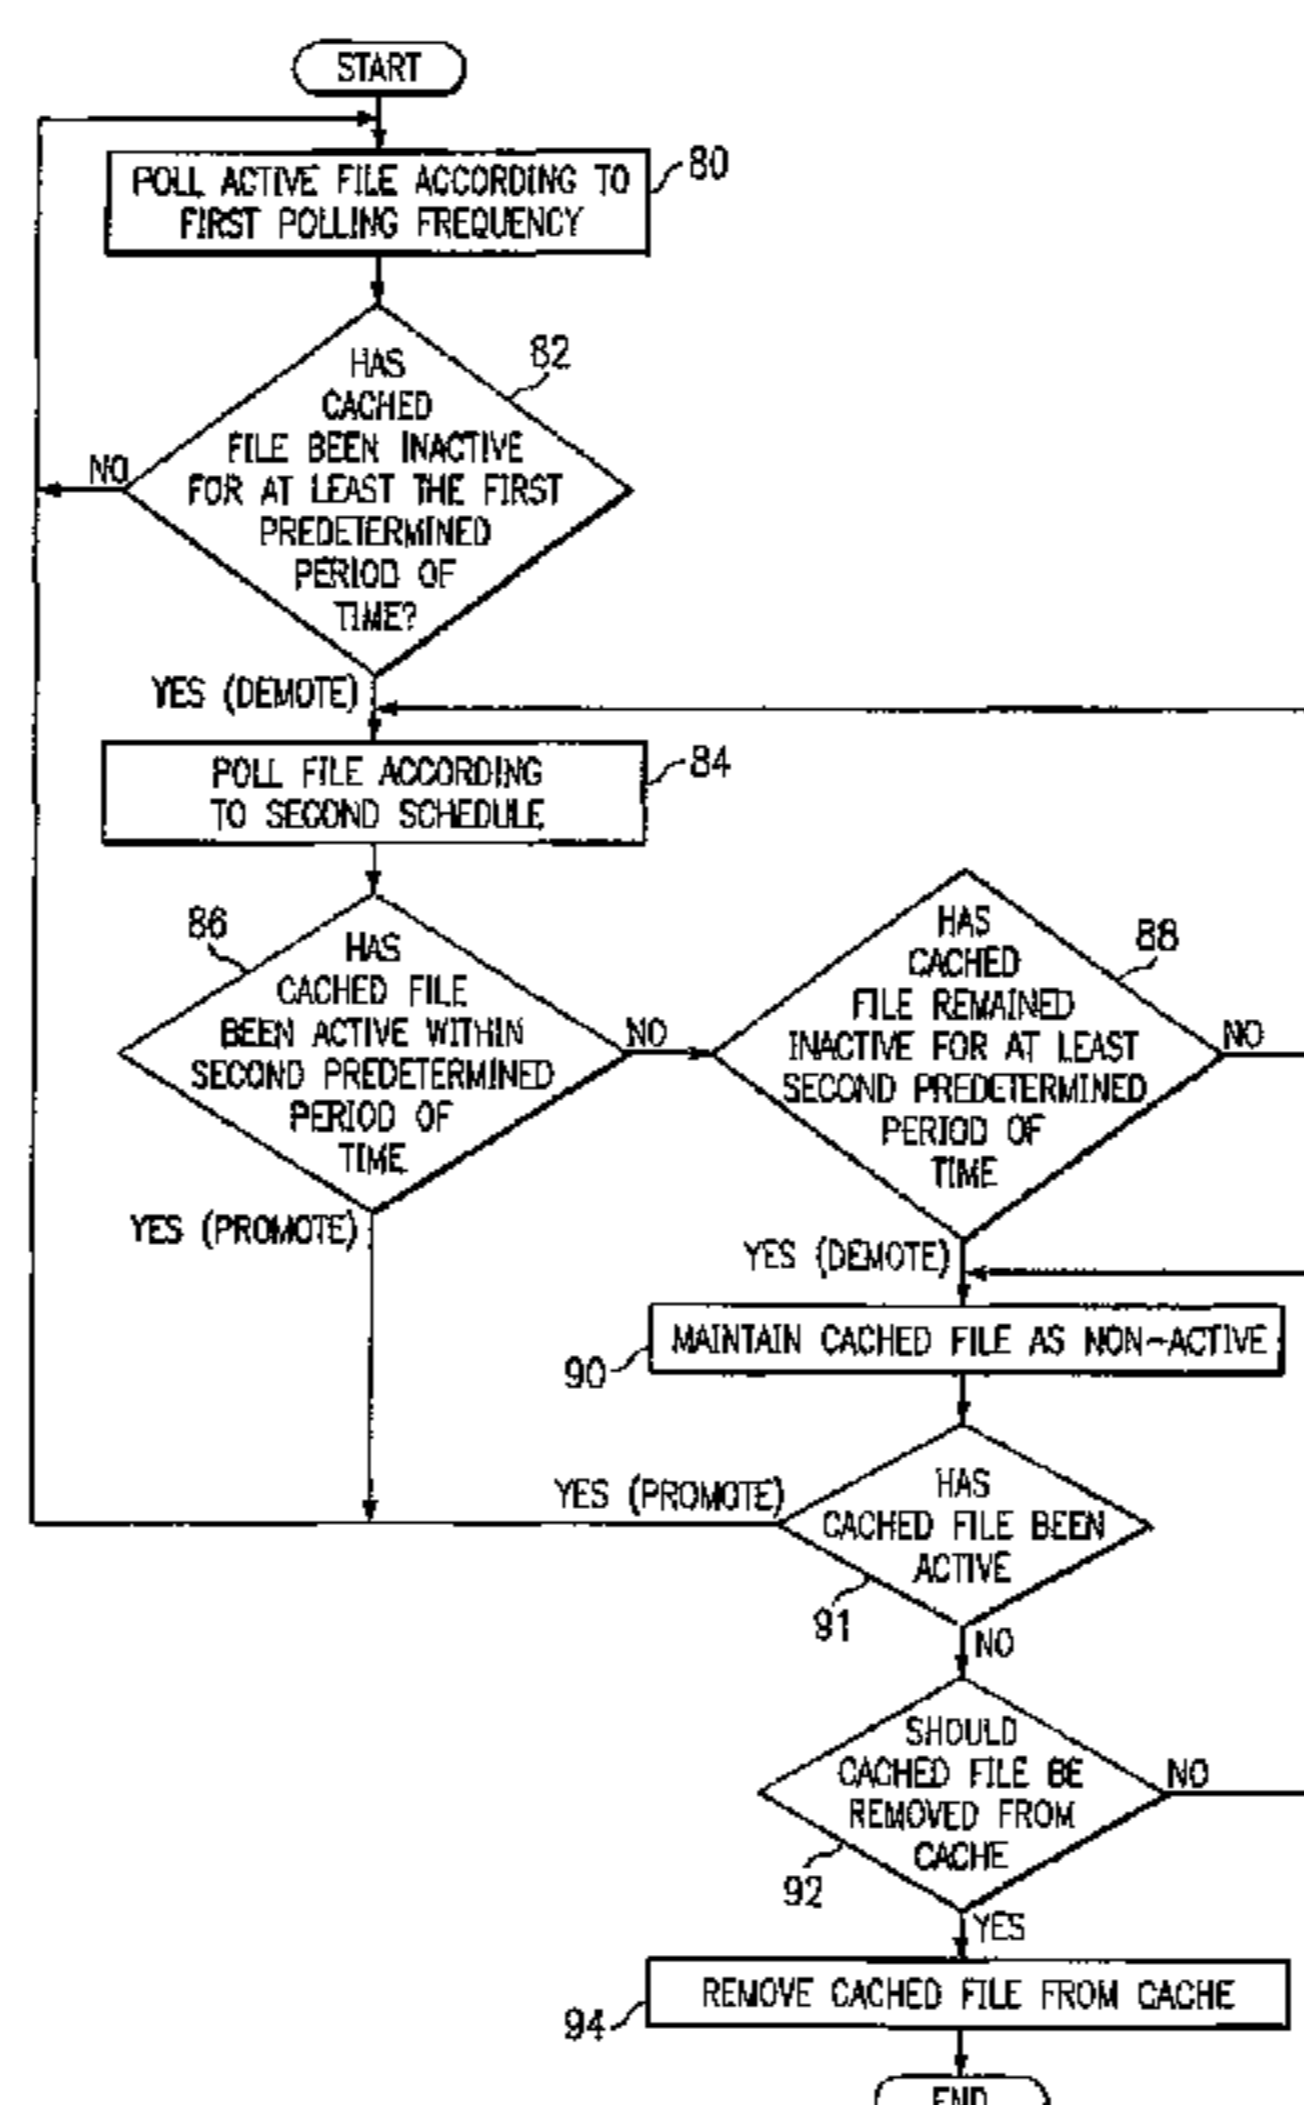 START
POLL ACTIVE FILE ACCORDING TO
FIRST POLLING FREQUENCY
80
HAS
CACHED
FILE BEEN INACTIVE
FOR AT LEAST THE FIRST
PREDETERMINED
PERIOD OF
TIME?
82
NO
YES (DEMOTE)
POLL FILE ACCORDING
TO SECOND SCHEDULE
84
86
HAS
CACHED FILE
BEEN ACTIVE WITHIN
SECOND PREDETERMINED
PERIOD OF
TIME
NO
YES (PROMOTE)
HAS
CACHED
FILE REMAINED
INACTIVE FOR AT LEAST
SECOND PREDETERMINED
PERIOD OF
TIME
88
NO
YES (DEMOTE)
MAINTAIN CACHED FILE AS NON-ACTIVE
90
YES (PROMOTE)
HAS
CACHED FILE BEEN
ACTIVE
91
NO
SHOULD
CACHED FILE BE
REMOVED FROM
CACHE
92
NO
YES
REMOVE CACHED FILE FROM CACHE
94
END